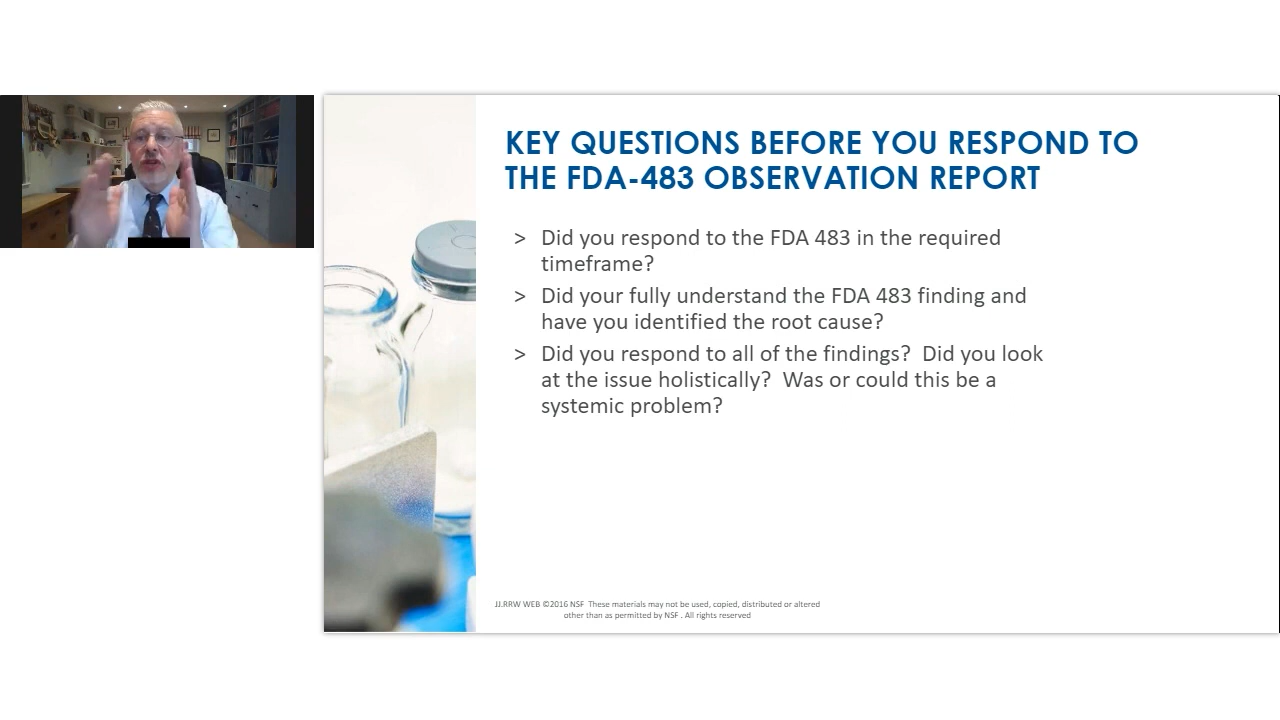 KEY QUESTIONS BEFORE YOU RESPOND TO
THE FDA-483 OBSERVATION REPORT
> Did you respond to the FDA 483 in the required
timeframe?
> Did your fully understand the FDA 483 finding and
have you identified the root cause?
> Did you respond to all of the findings?  Did you look
at the issue holistically?  Was or could this be a
systemic problem?
JJ.RRW WEB ©2016 NSF  These materials may not be used, copied, distributed or altered
other than as permitted by NSF . All rights reserved